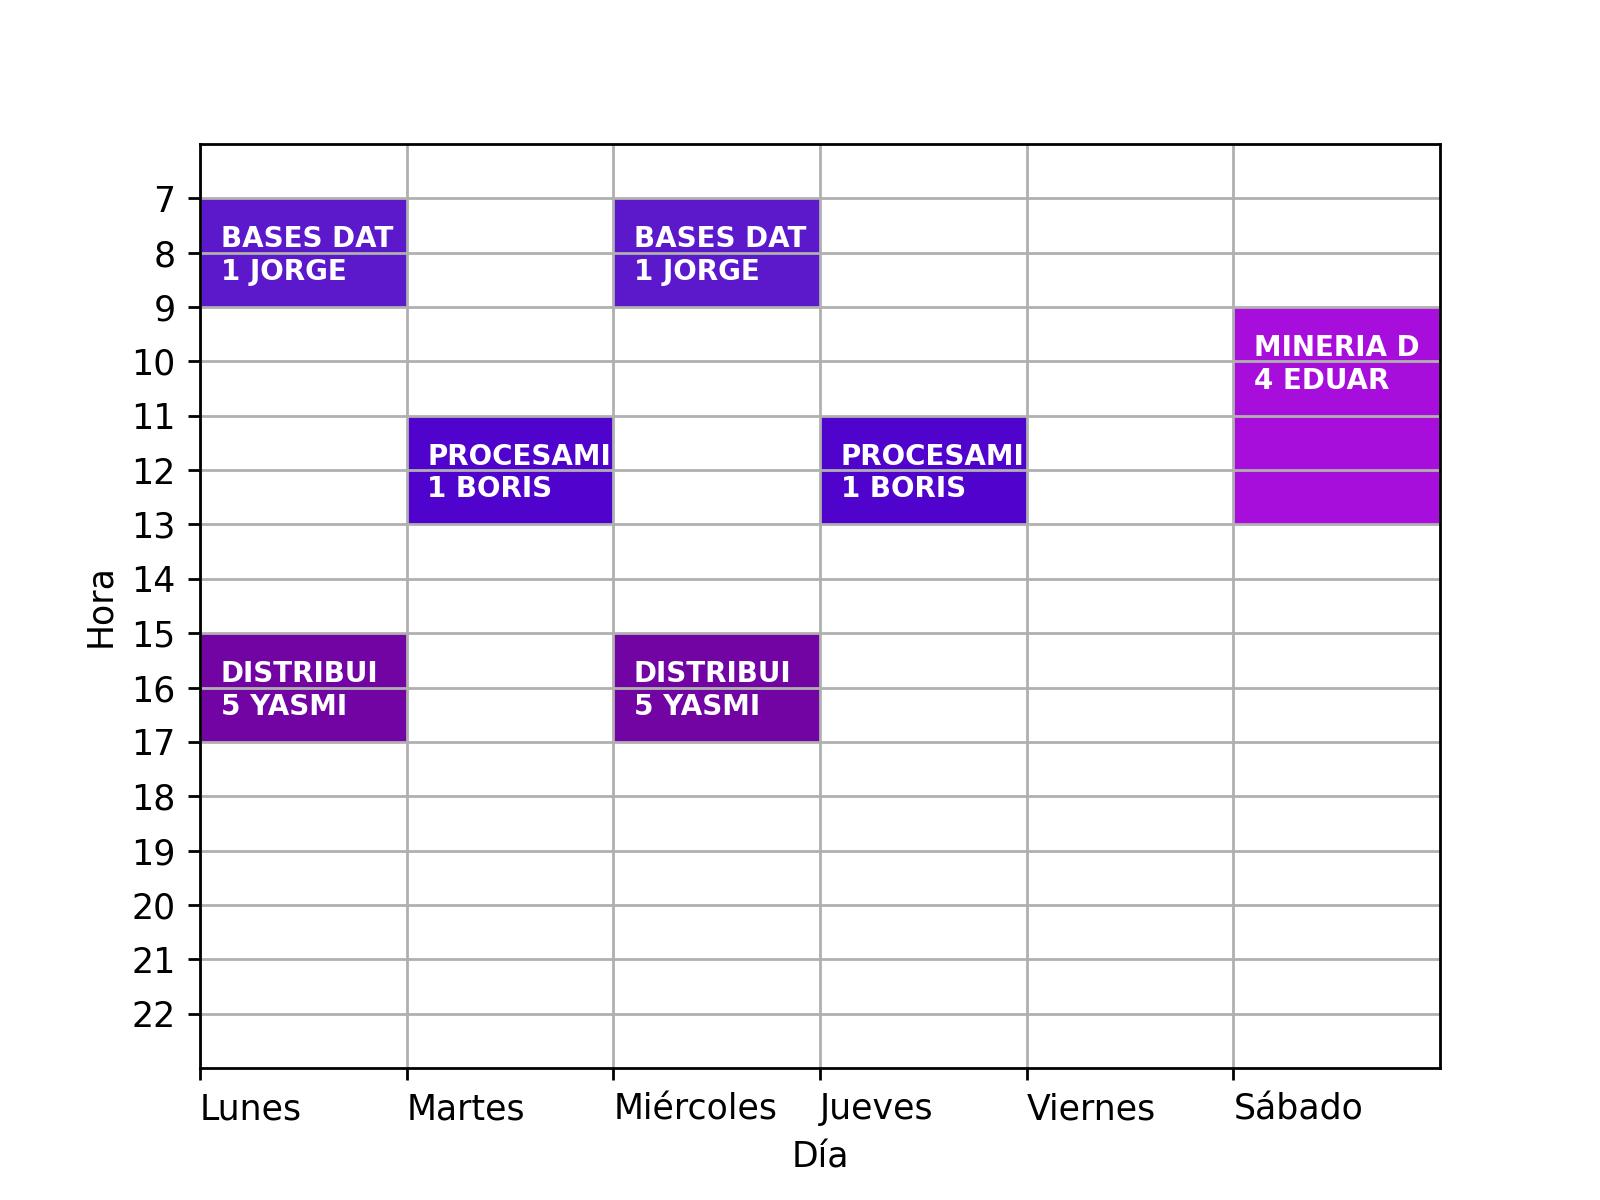 7
BASES DAT
BASES DAT
8
1 JORGE
1 JORGE
9
MINERIA D
10
4 EDUAR
11
PROCESAMI
PROCESAMI
12
1 BORIS
1 BORIS
13
14
Hora
15
DISTRIBUI
DISTRIBUI
16
5 YASMI
5 YASMI
17
18
19
20
21
22
Lunes
Martes
Miércoles
Jueves
Viernes
Sábado
Día